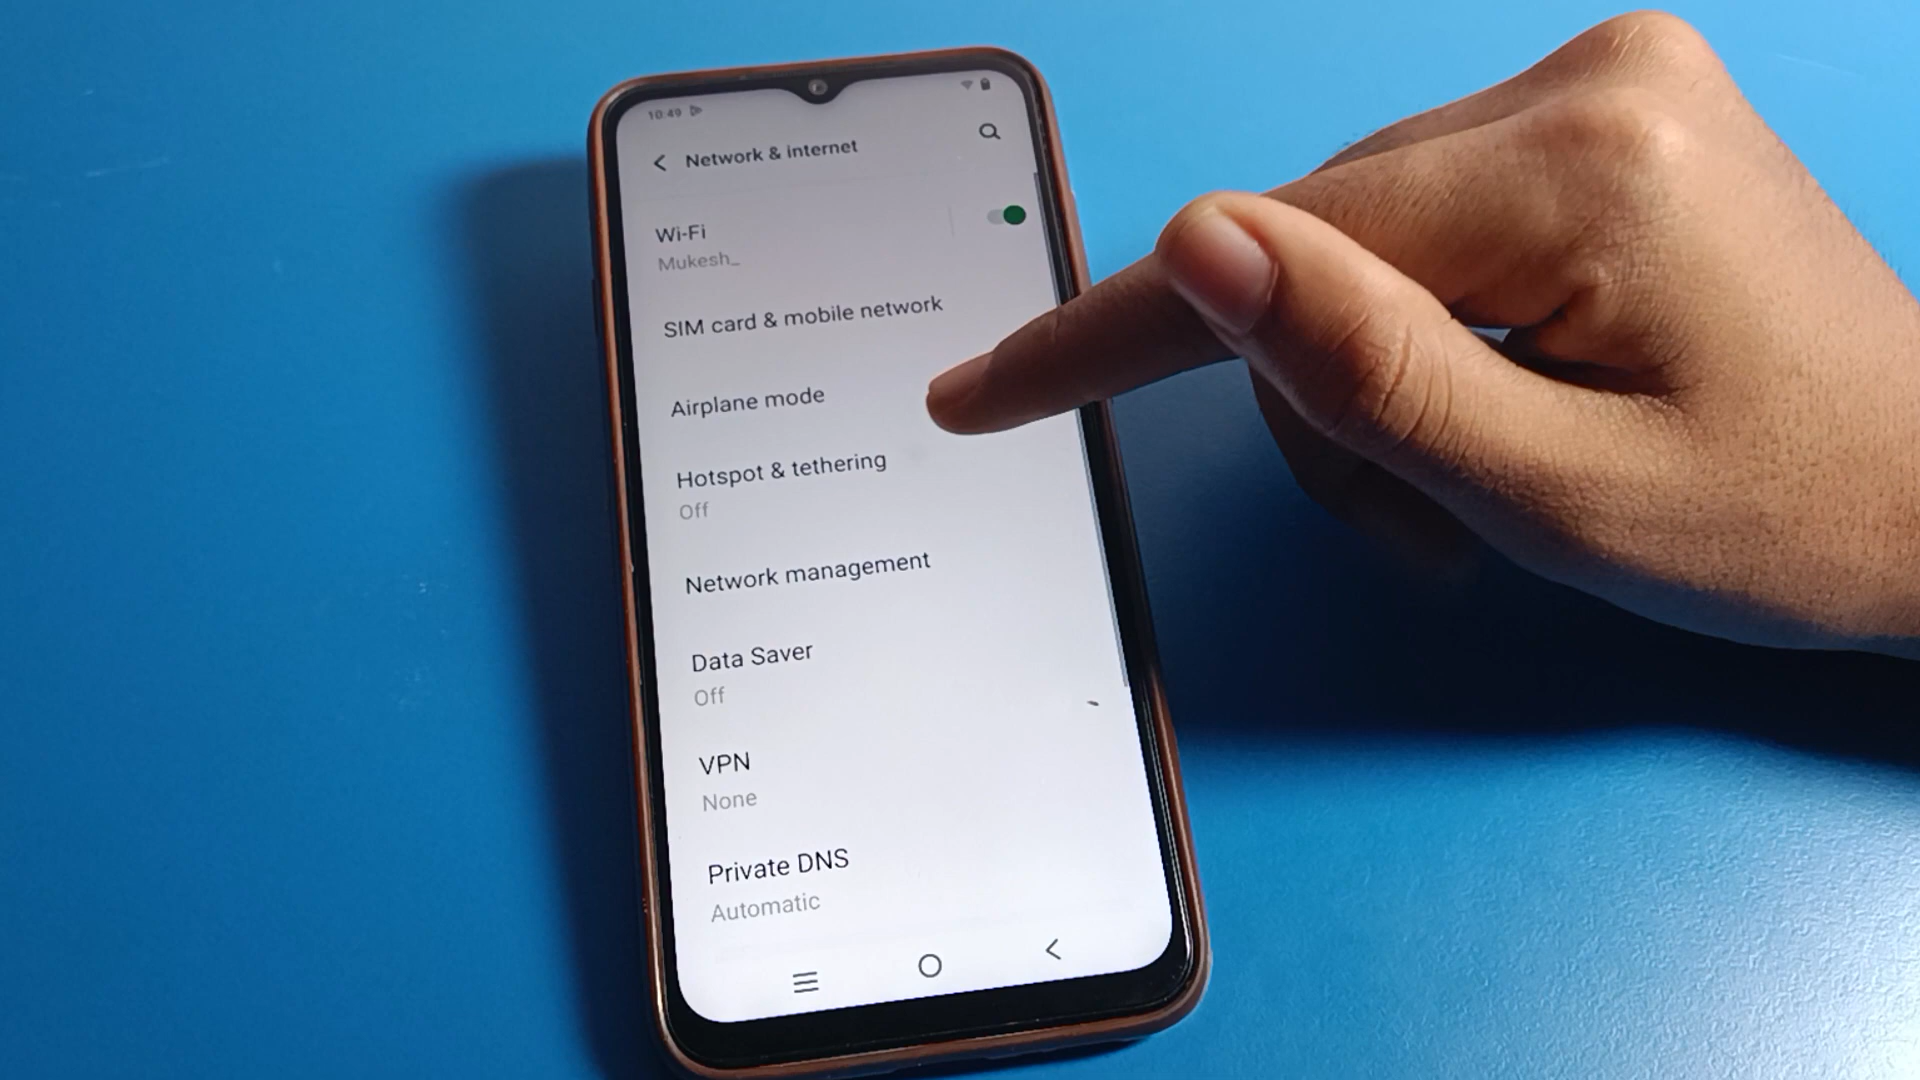 10:49
Network & internet
Wi-Fi
Mukesh_
SIM card & mobile network
Airplane mode
Hotspot & tethering
Off
Network management
Data Saver
Off
VPN
None
Private DNS
Automatic